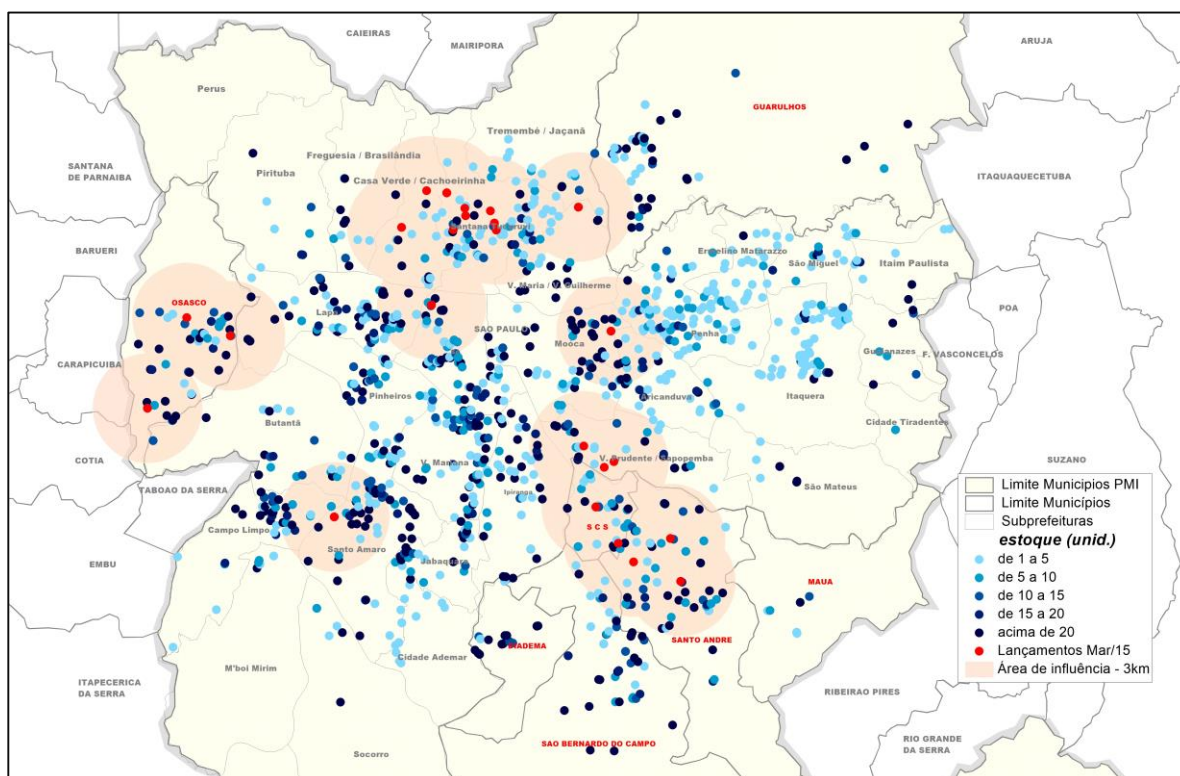 CAIEIRAS
MAIRIPORA
ARUJA
Perus
GUARULHOS
Tremembé / Jaçanã
Freguesia / Brasilândia
SANTANA
DE PARNAIBA
Pirituba
Casa Verde / Cachoeirinha
ITAQUAQUECETUBA
BARUERI
Ermelino Matarazzo
São Miguel
Itaim Paulista
V. Maria / V. Guilherme
OSASCO
Lapa
SAO PAULO
Mooca
Penha
POA
CARAPICUIBA
Guaianazes
F. VASCONCELOS
Pinheiros
Aricanduva
Itaquera
Butantã
Cidade Tiradentes
COTIA
V. Mariana
V. Prudente / Sapopemba
SUZANO
TABOAO DA SERRA
Ipiranga
São Mateus
Campo Limpo
S C S
Santo Amaro
EMBU
Jabaquara
MAUA
DIADEMA
SANTO ANDRE
Cidade Ademar
M'boi Mirim
ITAPECERICA
DA SERRA
RIBEIRAO PIRES
SAO BERNARDO DO CAMPO
RIO GRANDE
DA SERRA
Socorro
Limite Municipios PMI
Limite Municípios
Subprefeituras
estoque (unid.)
de 1 a 5
de 5 a 10
de 10 a 15
de 15 a 20
acima de 20
Lançamentos Mar/15
Área de influência - 3km